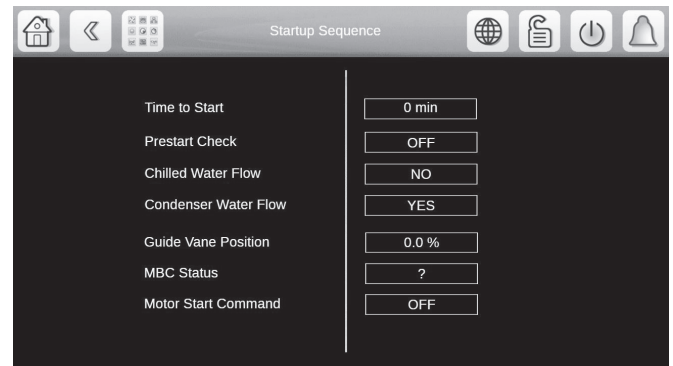 Startup Sequence
Time to Start 0 min
Prestart Check OFF
Chilled Water Flow NO
Condenser Water Flow YES
Guide Vane Position 0.0 %
MBC Status ?
Motor Start Command OFF